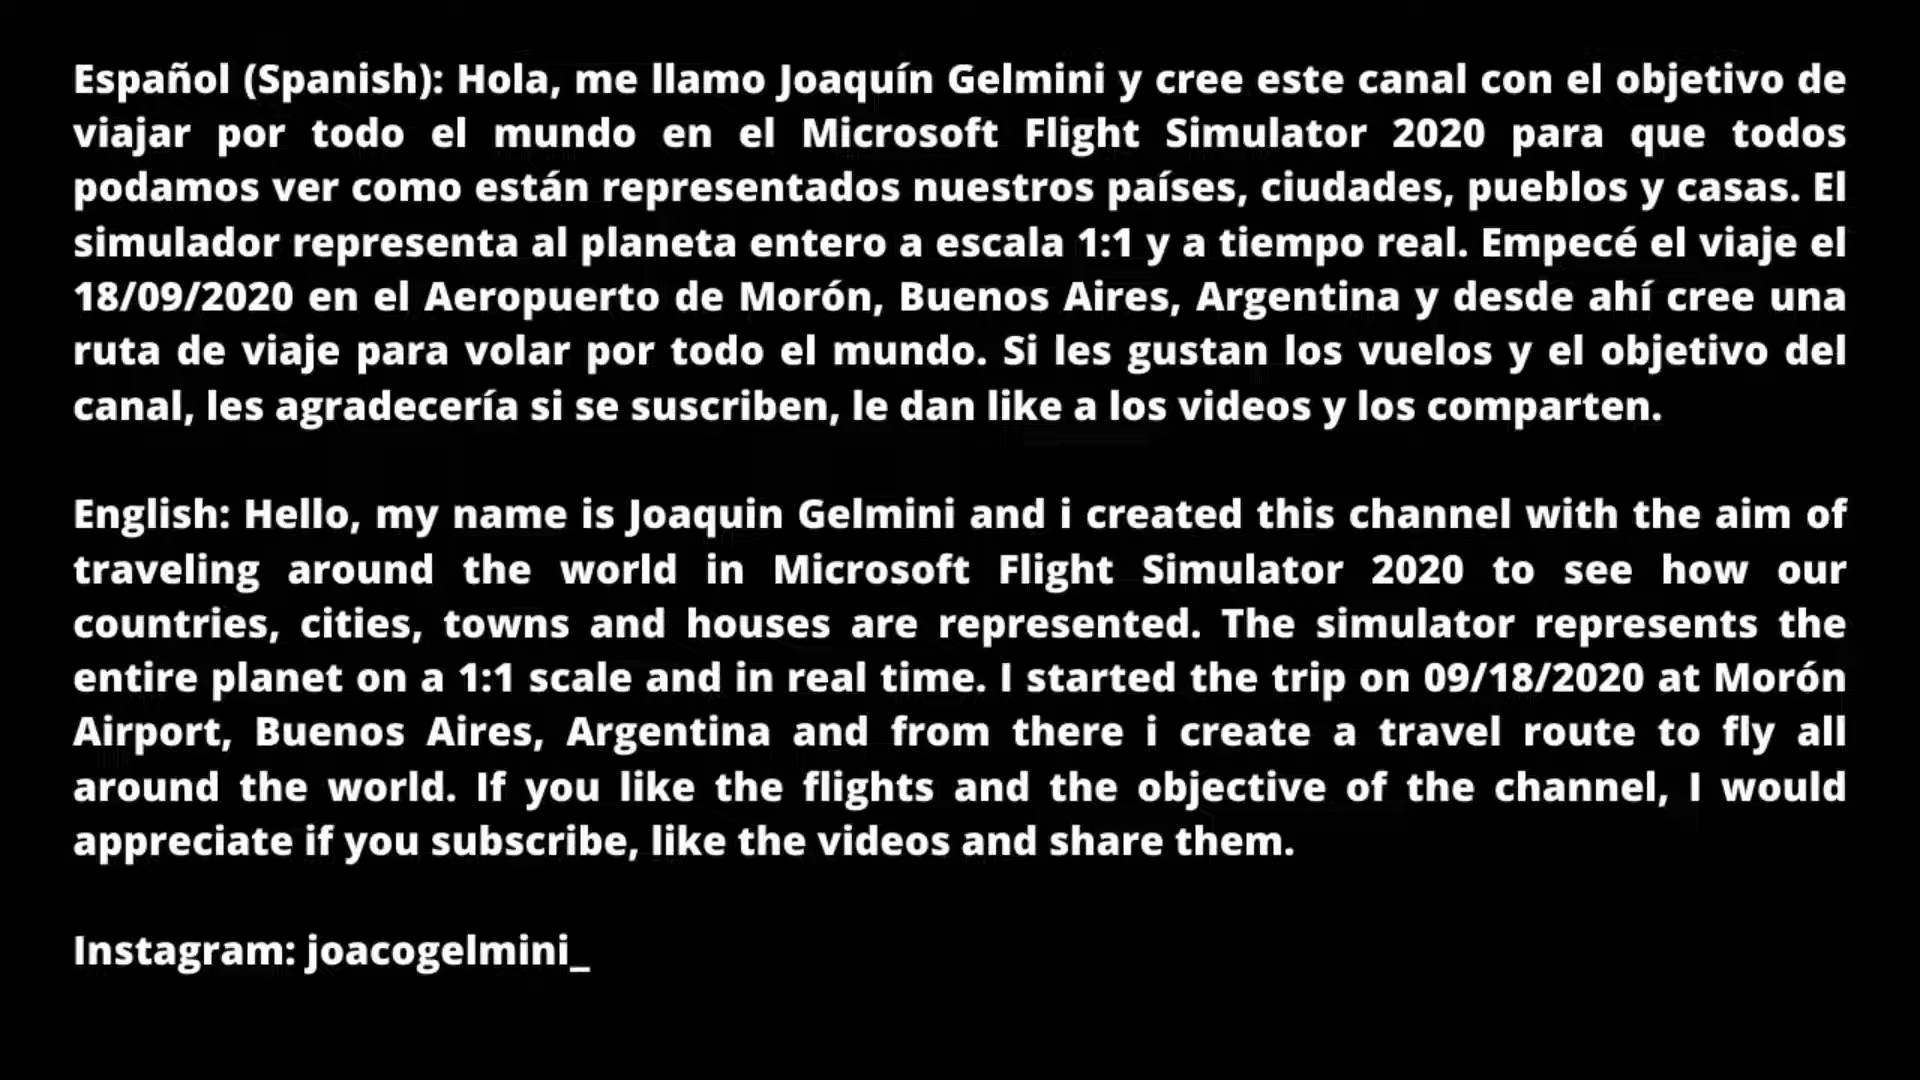 Español (Spanish): Hola, me llamo Joaquín Gelmini y cree este canal con el objetivo de
viajar por todo el mundo en el Microsoft Flight Simulator 2020 para que todos
podamos ver como están representados nuestros países, ciudades, pueblos y casas. El
simulador representa al planeta entero a escala 1:1 y a tiempo real. Empecé el viaje el
18/09/2020 en el Aeropuerto de Morón, Buenos Aires, Argentina y desde ahí cree una
ruta de viaje para volar por todo el mundo. Si les gustan los vuelos y el objetivo del
canal, les agradecería si se suscriben, le dan like a los videos y los comparten.
English: Hello, my name is Joaquin Gelmini and i created this channel with the aim of
traveling around the world in Microsoft Flight Simulator 2020 to see how our
countries, cities, towns and houses are represented. The simulator represents the
entire planet on a 1:1 scale and in real time. I started the trip on 09/18/2020 at Morón
Airport, Buenos Aires, Argentina and from there i create a travel route to fly all
around the world. If you like the flights and the objective of the channel, I would
appreciate if you subscribe, like the videos and share them.
Instagram: joacogelmini_